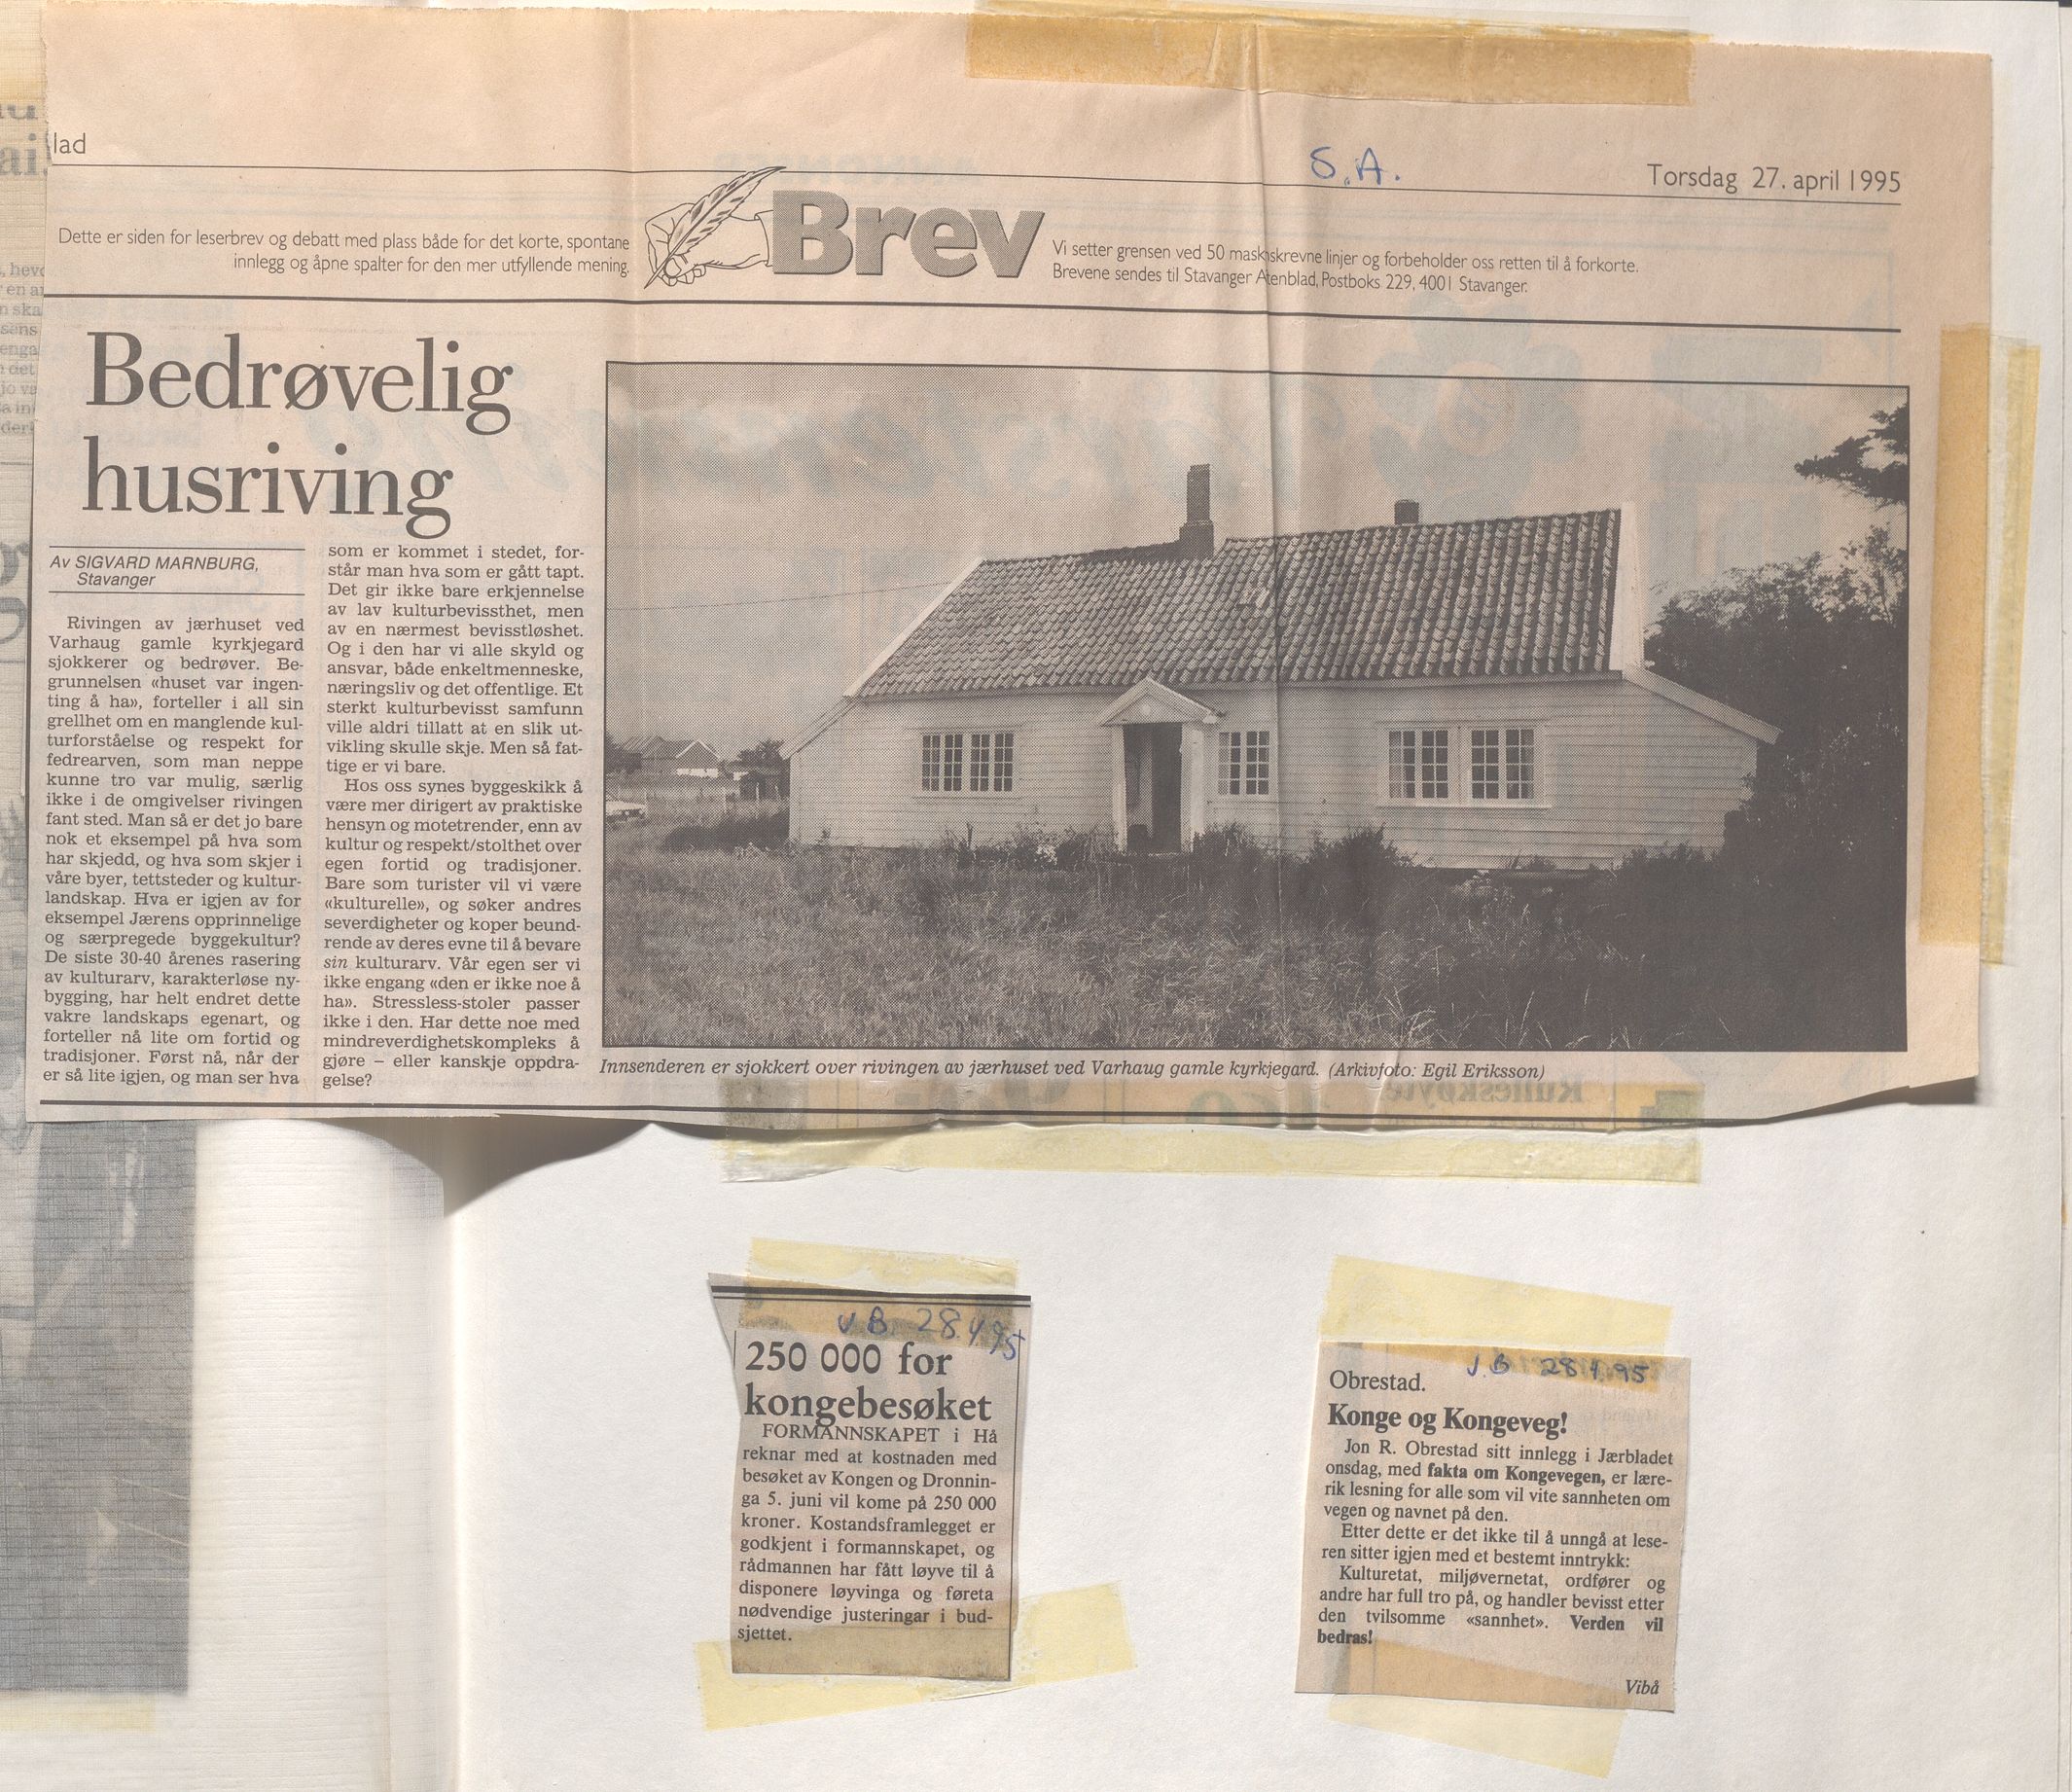 lad
S.A.
Torsdag 27. april 1995
Dette er siden for leserbrev og debatt med plass både for det korte, spontane
innlegg og åpne spalter for den mer utfyllende mening.
Brev
Vi setter grensen ved 50 maskskrevne linjer og forbeholder oss retten til å forkorte.
Brevene sendes til Stavanger Atenblad, Postboks 229, 4001 Stavanger.
Bedrøvelig
husriving
Av SIGVARD MARNBURG,
Stavanger
Rivingen av jærhuset ved
Varhaug gamle kyrkjegard
sjokkerer og bedrøver. Be-
grunnelsen «huset var ingen-
ting å ha», forteller i all sin
grellhet om en manglende kul-
turforståelse og respekt for
fedrearven, som man neppe
kunne tro var mulig, særlig
ikke i de omgivelser rivingen
fant sted. Man så er det jo bare
nok et eksempel på hva som
har skjedd, og hva som skjer i
våre byer, tettsteder og kultur-
landskap. Hva er igjen av for
eksempel Jærens opprinnelige
og særpregede byggekultur?
De siste 30-40 årenes rasering
av kulturarv, karakterløse ny-
bygging, har helt endret dette
vakre landskaps egenart, og
forteller nå lite om fortid og
tradisjoner. Først nå, når der
er så lite igjen, og man ser hva
som er kommet i stedet, for-
står man hva som er gått tapt.
Det gir ikke bare erkjennelse
av lav kulturbevissthet, men
av en nærmest bevisstløshet.
Og i den har vi alle skyld og
ansvar, både enkeltmenneske,
næringsliv og det offentlige. Et
sterkt kulturbevisst samfunn
ville aldri tillatt at en slik ut-
vikling skulle skje. Men så fat-
tige er vi bare.
Hos oss synes byggeskikk å
være mer dirigert av praktiske
hensyn og motetrender, enn av
kultur og respekt/stolthet over
egen fortid og tradisjoner.
Bare som turister vil vi være
«kulturelle», og søker andres
severdigheter og koper beund-
rende av deres evne til å bevare
sin kulturarv. Vår egen ser vi
ikke engang «den er ikke noe å
ha». Stressless-stoler passer
ikke i den. Har dette noe med
mindreverdighetskompleks å
gjøre – eller kanskje oppdra-
gelse?
Innsenderen er sjokkert over rivingen av jærhuset ved Varhaug gamle kyrkjegard. (Arkivfoto: Egil Eriksson)
J B. 28.4.95
250 000 for
kongebesøket
FORMANNSKAPET i Hå
reknar med at kostnaden med
besøket av Kongen og Dronnin-
ga 5. juni vil kome på 250 000
kroner. Kostandsframlegget er
godkjent i formannskapet, og
rådmannen har fått løyve til å
disponere løyvinga og føreta
nødvendige justeringar i bud-
sjettet.
J.B 28.4.95
Obrestad.
Konge og Kongeveg!
Jon R. Obrestad sitt innlegg i Jærbladet
onsdag, med fakta om Kongevegen, er lære-
rik lesning for alle som vil vite sannheten om
vegen og navnet på den.
Etter dette er det ikke til å unngå at lese-
ren sitter igjen med et bestemt inntrykk:
Kulturetat, miljøvernetat, ordfører og
andre har full tro på, og handler bevisst etter
den tvilsomme «sannhet». Verden vil
bedras!
Vibå